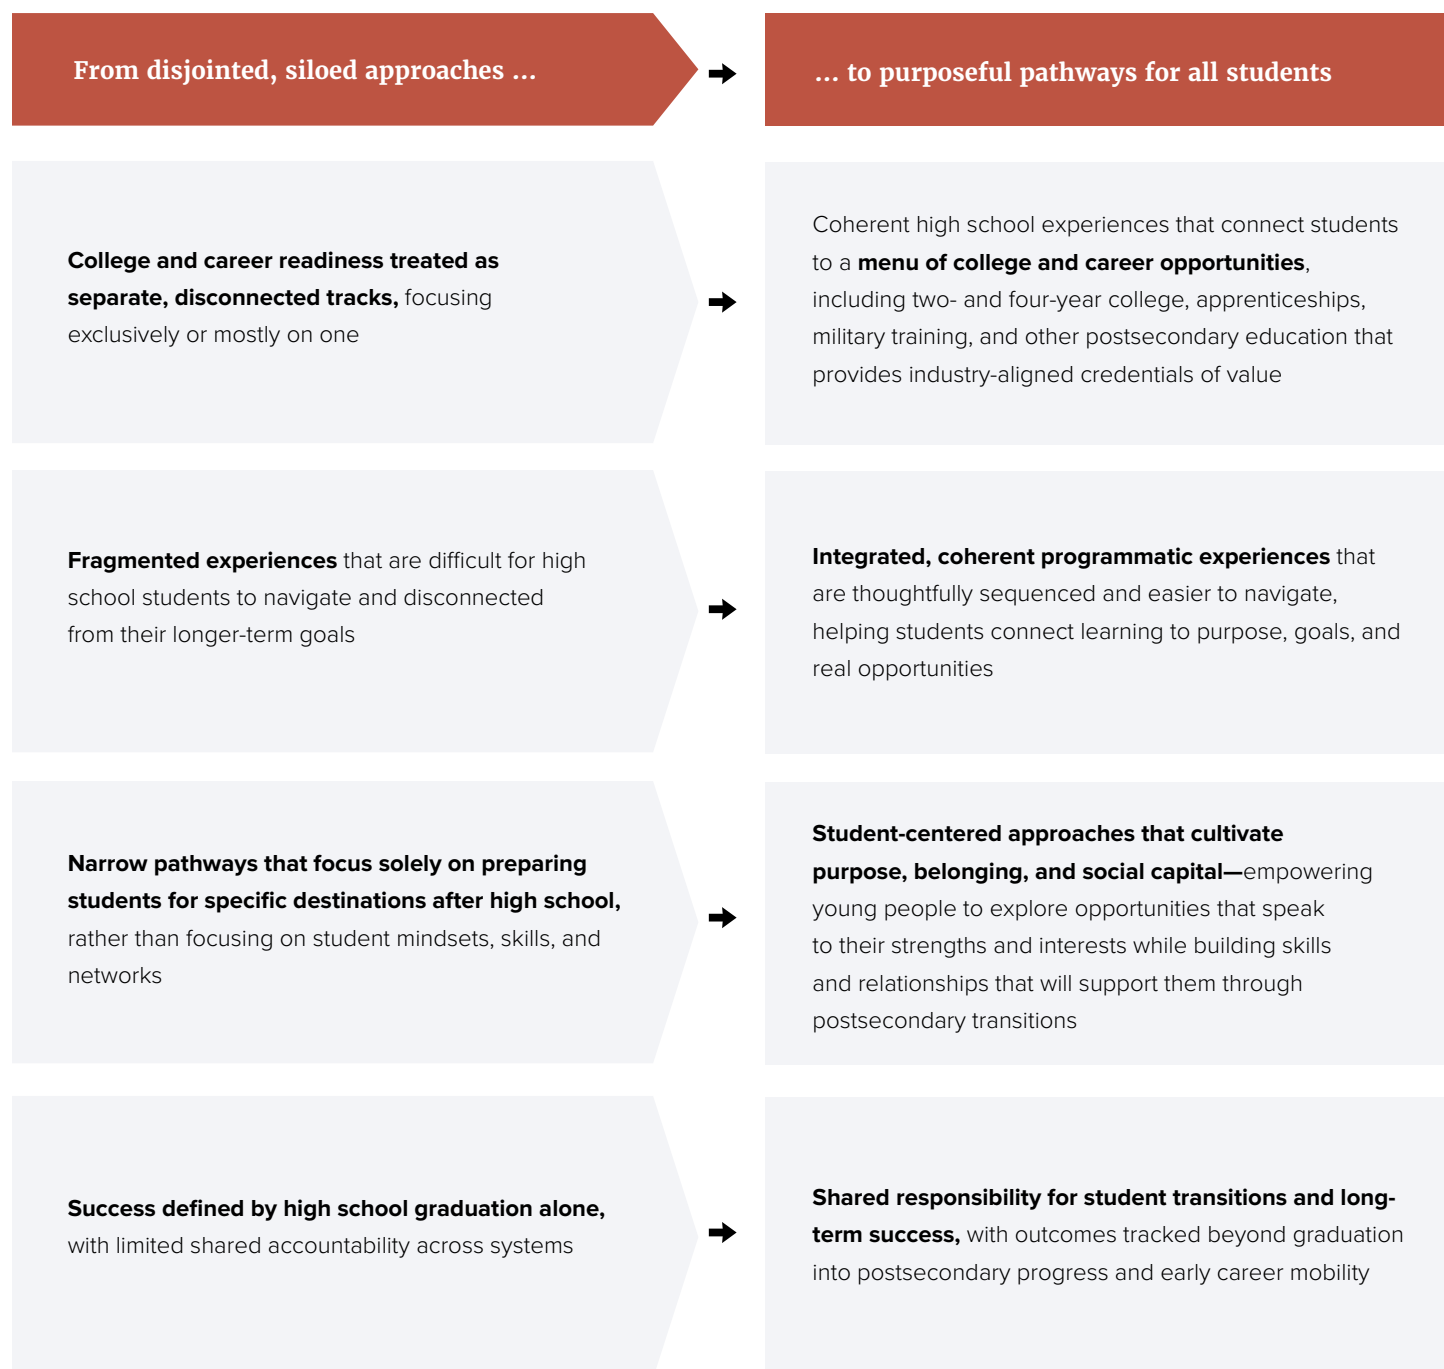 From disjointed, siloed approaches ...
... to purposeful pathways for all students
College and career readiness treated as
separate, disconnected tracks, focusing
exclusively or mostly on one
Coherent high school experiences that connect students
to a menu of college and career opportunities,
including two- and four-year college, apprenticeships,
military training, and other postsecondary education that
provides industry-aligned credentials of value
Fragmented experiences that are difficult for high
school students to navigate and disconnected
from their longer-term goals
Integrated, coherent programmatic experiences that
are thoughtfully sequenced and easier to navigate,
helping students connect learning to purpose, goals, and
real opportunities
Narrow pathways that focus solely on preparing
students for specific destinations after high school,
rather than focusing on student mindsets, skills, and
networks
Student-centered approaches that cultivate
purpose, belonging, and social capital—empowering
young people to explore opportunities that speak
to their strengths and interests while building skills
and relationships that will support them through
postsecondary transitions
Success defined by high school graduation alone,
with limited shared accountability across systems
Shared responsibility for student transitions and long-
term success, with outcomes tracked beyond graduation
into postsecondary progress and early career mobility